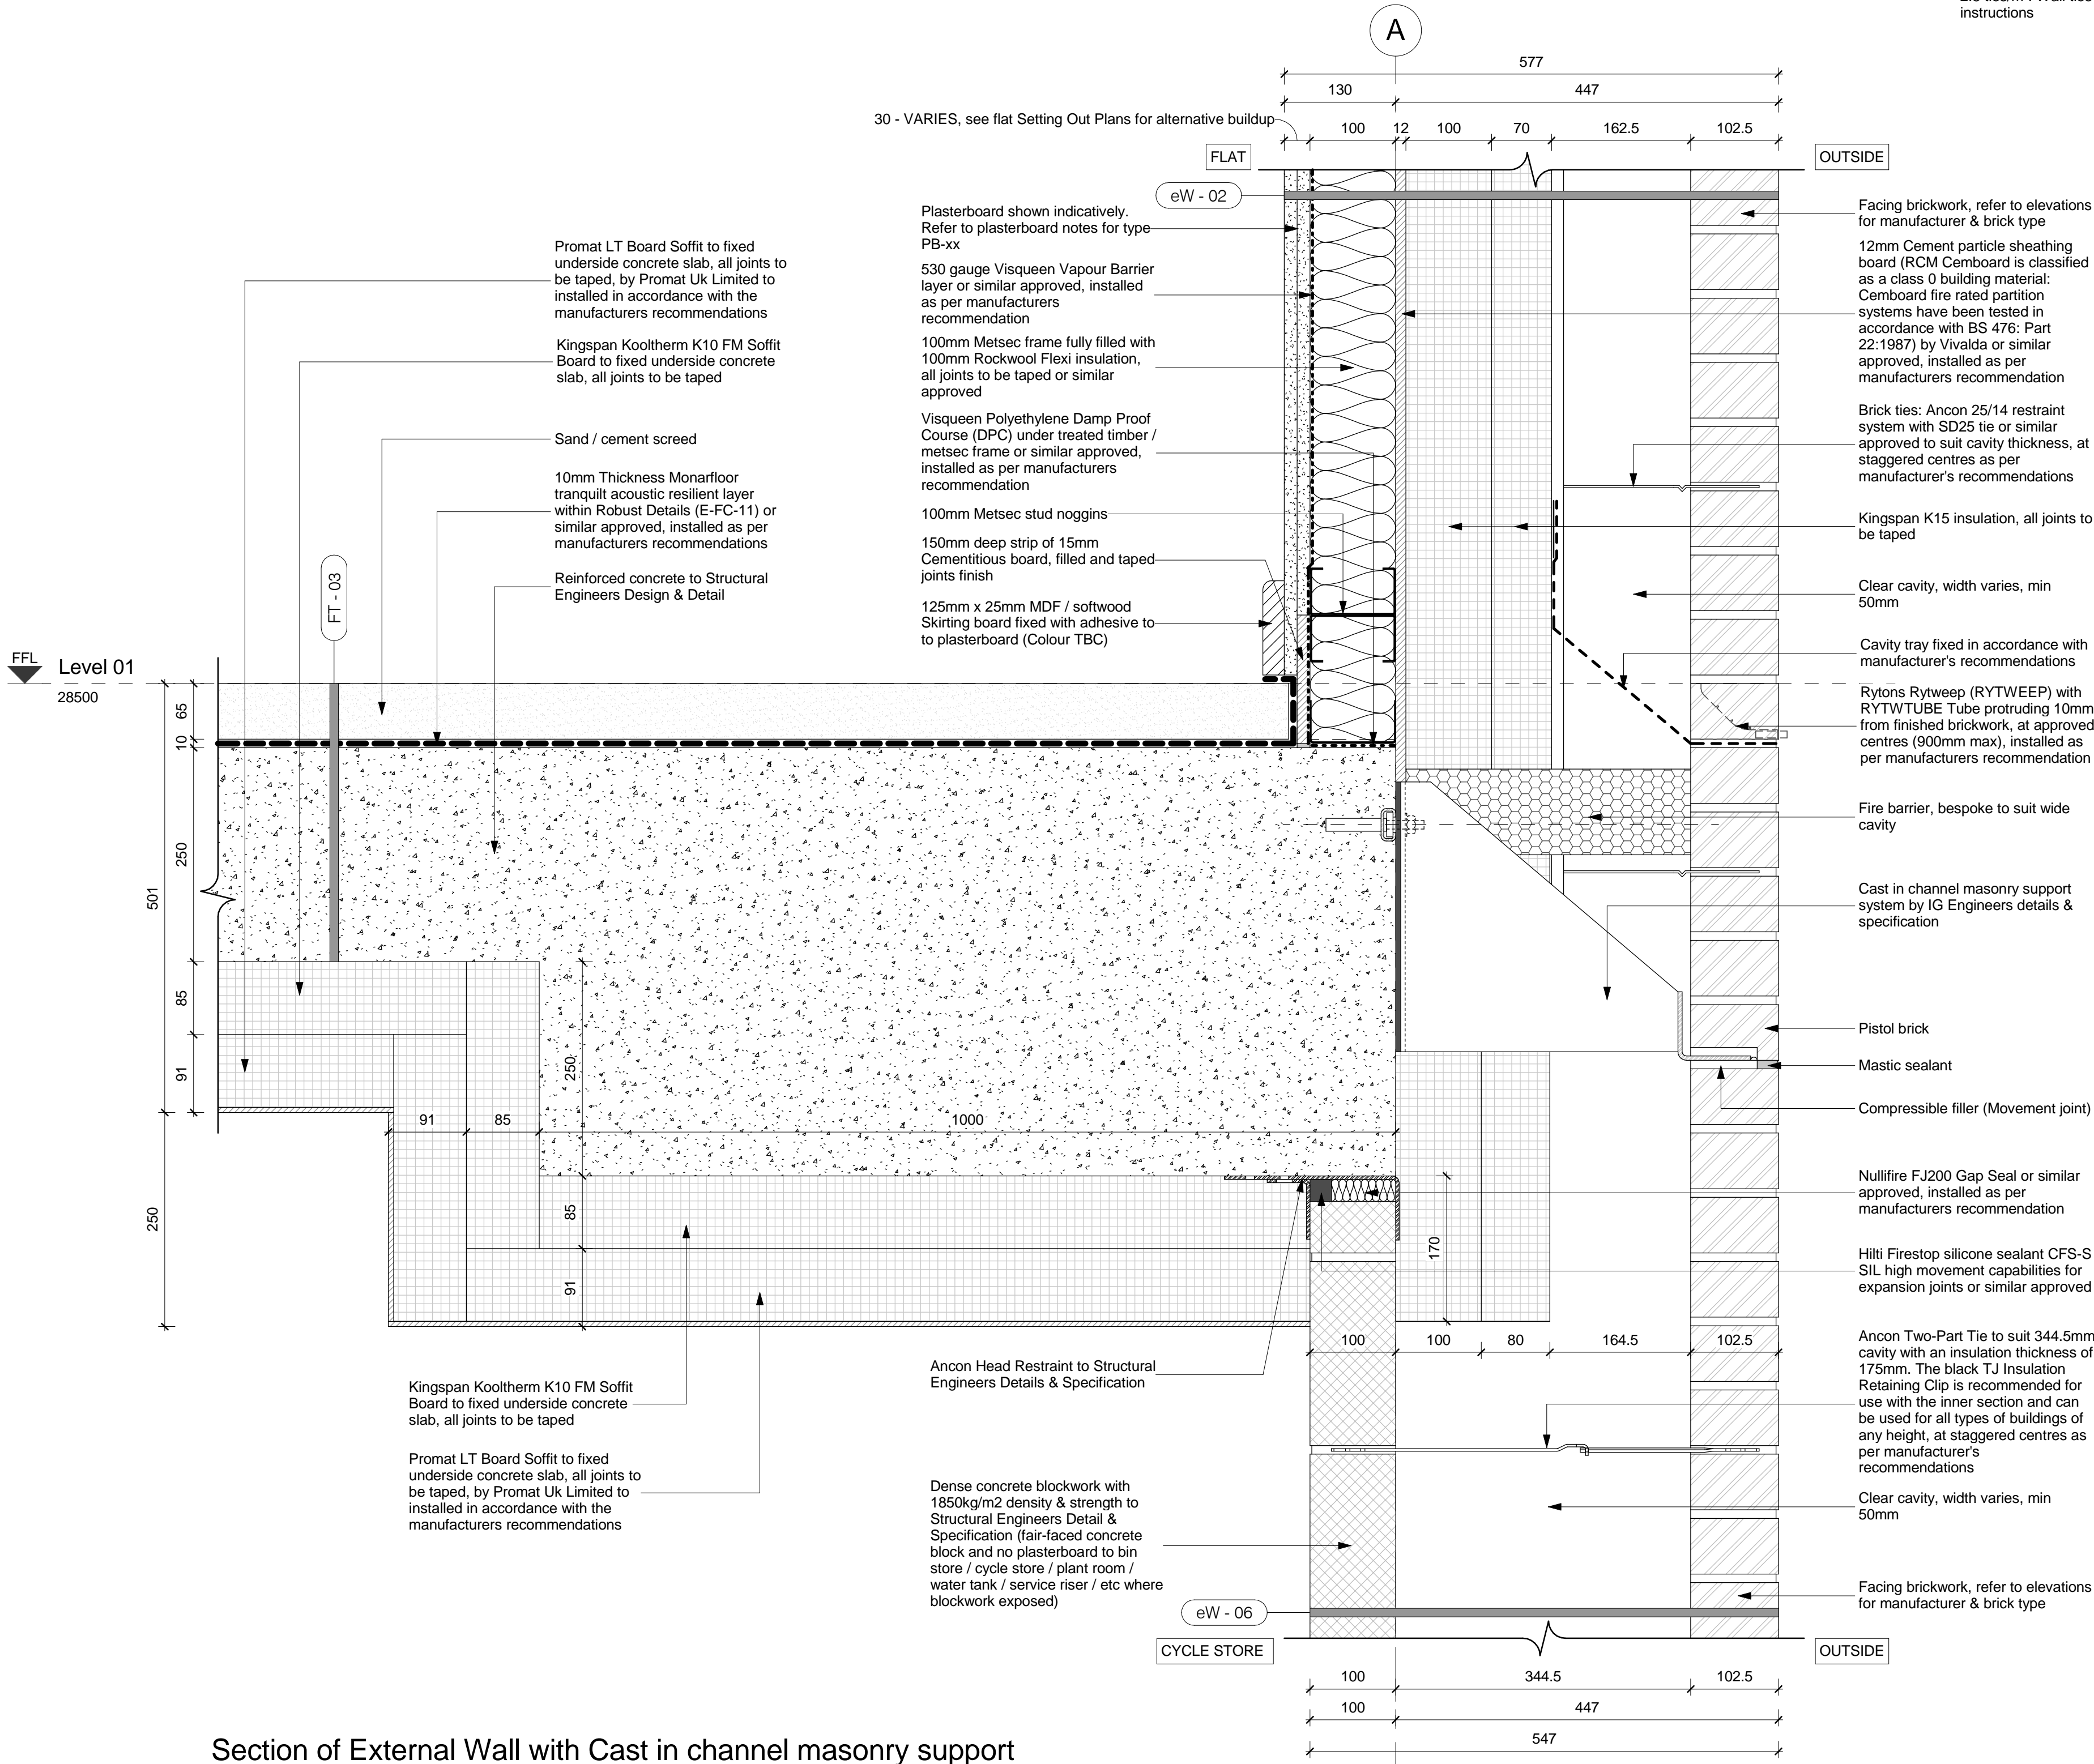 instructions
A
577
130
447
30 - VARIES, see flat Setting Out Plans for alternative buildup
100
12
100
70
162.5
102.5
FLAT
OUTSIDE
eW - 02
Promat LT Board Soffit to fixed
underside concrete slab, all joints to
be taped, by Promat Uk Limited to
installed in accordance with the
manufacturers recommendations
Kingspan Kooltherm K10 FM Soffit
Board to fixed underside concrete
slab, all joints to be taped
Sand / cement screed
10mm Thickness Monarfloor
tranquilt acoustic resilient layer
within Robust Details (E-FC-11) or
similar approved, installed as per
manufacturers recommendations
Reinforced concrete to Structural
Engineers Design & Detail
FT - 03
FFL
Level 01
28500
Plasterboard shown indicatively.
Refer to plasterboard notes for type
PB-xx
530 gauge Visqueen Vapour Barrier
layer or similar approved, installed
as per manufacturers
recommendation
100mm Metsec frame fully filled with
100mm Rockwool Flexi insulation,
all joints to be taped or similar
approved
Visqueen Polyethylene Damp Proof
Course (DPC) under treated timber /
metsec frame or similar approved,
installed as per manufacturers
recommendation
100mm Metsec stud noggins
150mm deep strip of 15mm
Cementitious board, filled and taped
joints finish
125mm x 25mm MDF / softwood
Skirting board fixed with adhesive to
to plasterboard (Colour TBC)
Facing brickwork, refer to elevations
for manufacturer & brick type
12mm Cement particle sheathing
board (RCM Cemboard is classified
as a class 0 building material:
Cemboard fire rated partition
systems have been tested in
accordance with BS 476: Part
22:1987) by Vivalda or similar
approved, installed as per
manufacturers recommendation
Brick ties: Ancon 25/14 restraint
system with SD25 tie or similar
approved to suit cavity thickness, at
staggered centres as per
manufacturer's recommendations
Kingspan K15 insulation, all joints to
be taped
Clear cavity, width varies, min
50mm
Cavity tray fixed in accordance with
manufacturer's recommendations
Rytons Rytweep (RYTWEEP) with
RYTWTUBE Tube protruding 10mm
from finished brickwork, at approved
centres (900mm max), installed as
per manufacturers recommendation
Fire barrier, bespoke to suit wide
cavity
Cast in channel masonry support
system by IG Engineers details &
specification
Pistol brick
Mastic sealant
Compressible filler (Movement joint)
Nullifire FJ200 Gap Seal or similar
approved, installed as per
manufacturers recommendation
Hilti Firestop silicone sealant CFS-S
SIL high movement capabilities for
expansion joints or similar approved
Ancon Two-Part Tie to suit 344.5mm
cavity with an insulation thickness of
175mm. The black TJ Insulation
Retaining Clip is recommended for
use with the inner section and can
be used for all types of buildings of
any height, at staggered centres as
per manufacturer's
recommendations
Clear cavity, width varies, min
50mm
Facing brickwork, refer to elevations
for manufacturer & brick type
65
10
250
501
85
91
250
91
85
1000
250
85
91
170
100
100
80
164.5
102.5
Kingspan Kooltherm K10 FM Soffit
Board to fixed underside concrete
slab, all joints to be taped
Promat LT Board Soffit to fixed
underside concrete slab, all joints to
be taped, by Promat Uk Limited to
installed in accordance with the
manufacturers recommendations
Ancon Head Restraint to Structural
Engineers Details & Specification
Dense concrete blockwork with
1850kg/m2 density & strength to
Structural Engineers Detail &
Specification (fair-faced concrete
block and no plasterboard to bin
store / cycle store / plant room /
water tank / service riser / etc where
blockwork exposed)
eW - 06
CYCLE STORE
OUTSIDE
100
344.5
102.5
100
447
547
Section of External Wall with Cast in channel masonry support